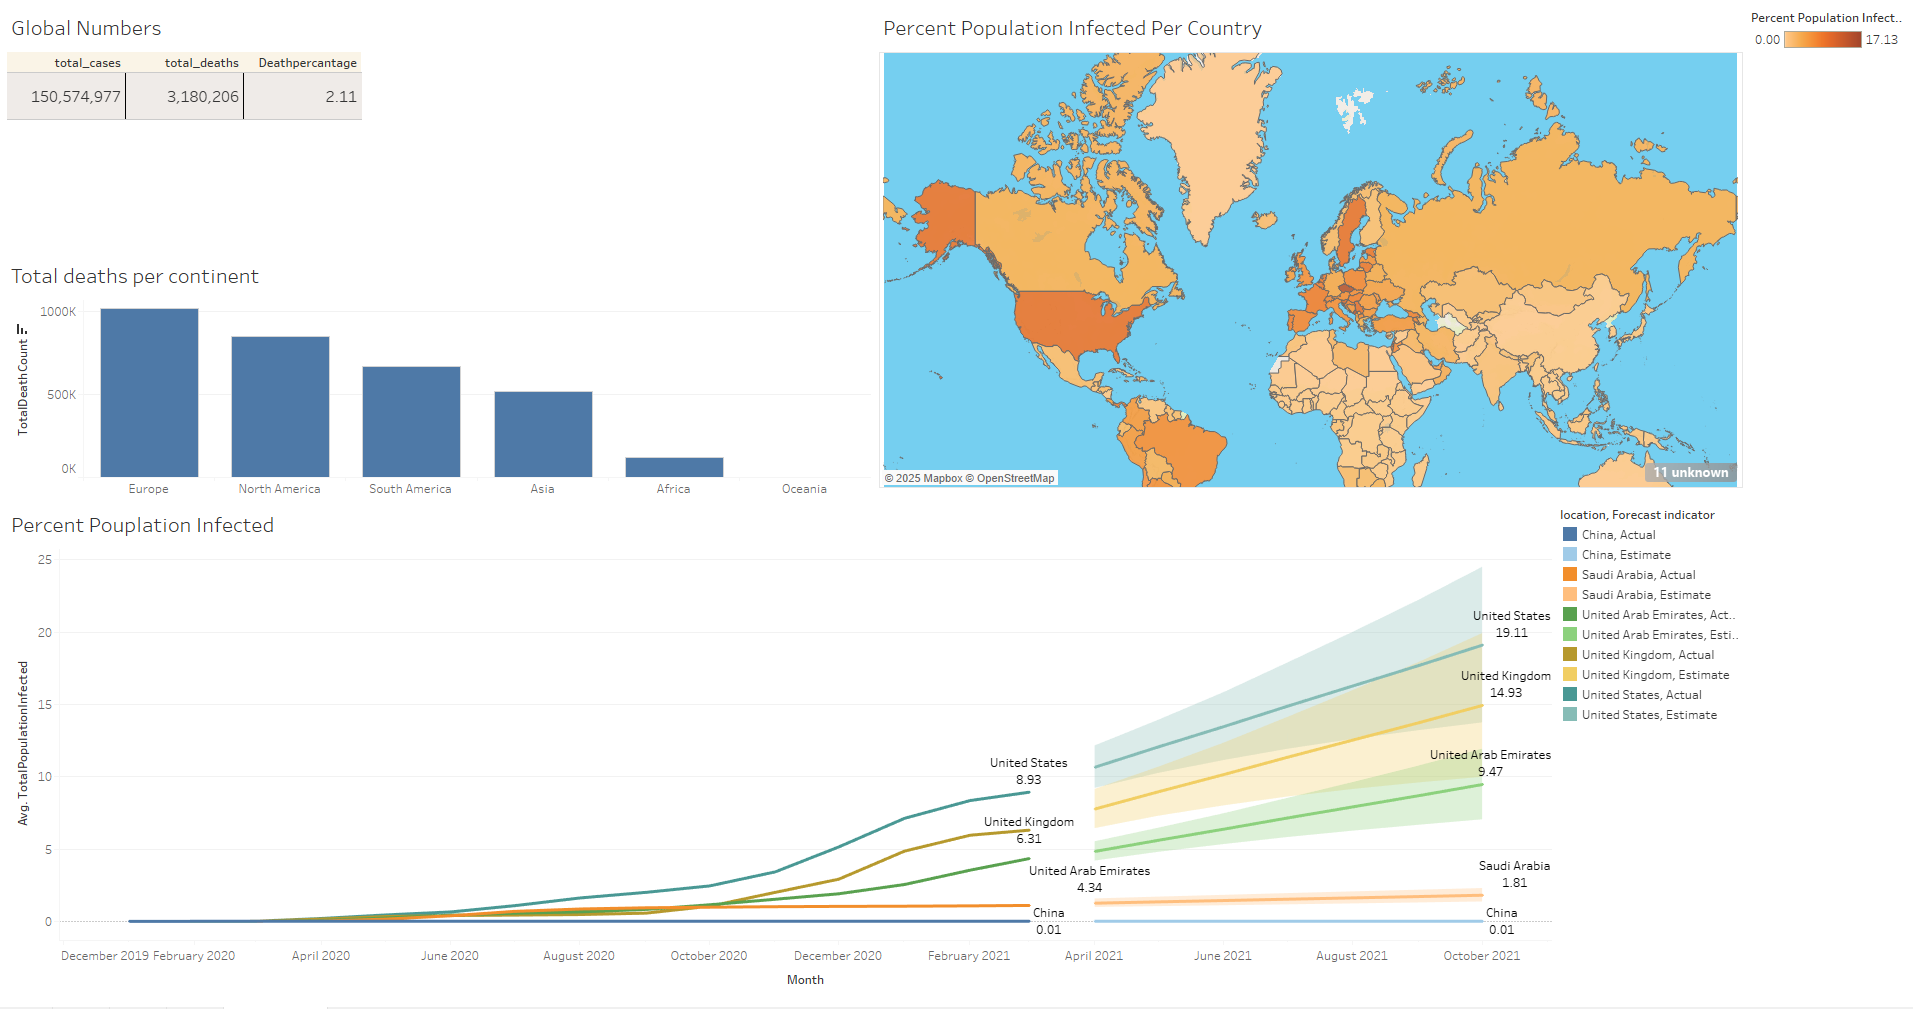 Global Numbers
total_cases total_deaths Deathpercantage
150,574,977 3,180,206 2.11
Total deaths per continent
TotalDeathCount
1000K
500K
0K
Europe North America South America Asia Africa Oceania
Percent Population Infected Per Country
© 2025 Mapbox © OpenStreetMap
11 unknown
Percent Population Infect..
0.00 17.13
Percent Pouplation Infected
Avg. TotalPopulationInfected
25
20
15
10
5
0
United States
8.93
United Kingdom
6.31
United Arab Emirates
4.34
China
0.01
United States
19.11
United Kingdom
14.93
United Arab Emirates
9.47
Saudi Arabia
1.81
China
0.01
December 2019 February 2020 April 2020 June 2020 August 2020 October 2020 December 2020 February 2021 April 2021 June 2021 August 2021 October 2021
Month
location, Forecast indicator
China, Actual
China, Estimate
Saudi Arabia, Actual
Saudi Arabia, Estimate
United Arab Emirates, Act..
United Arab Emirates, Esti..
United Kingdom, Actual
United Kingdom, Estimate
United States, Actual
United States, Estimate